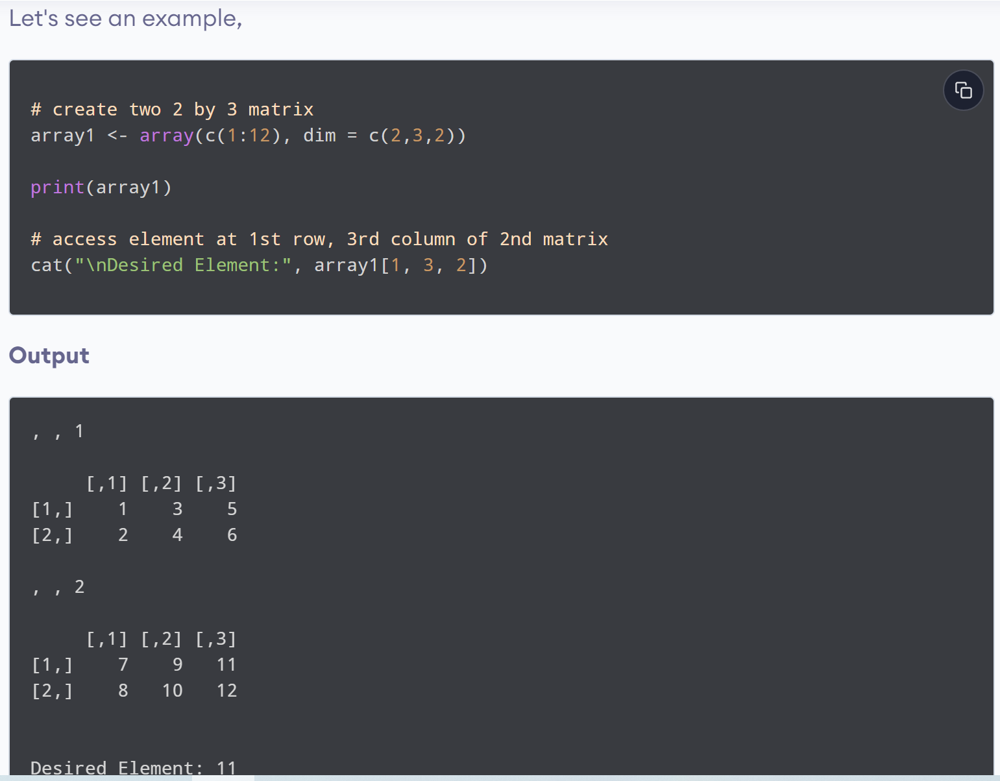 Let's see an example,
# create two 2 by 3 matrix
array1 <- array(c(1:12), dim = c(2,3,2))
print(array1)
# access element at 1st row, 3rd column of 2nd matrix
cat("\nDesired Element:", array1[1, 3, 2])
Output
, , 1
     [,1] [,2] [,3]
[1,]    1    3    5
[2,]    2    4    6
, , 2
     [,1] [,2] [,3]
[1,]    7    9   11
[2,]    8   10   12
Desired Element: 11